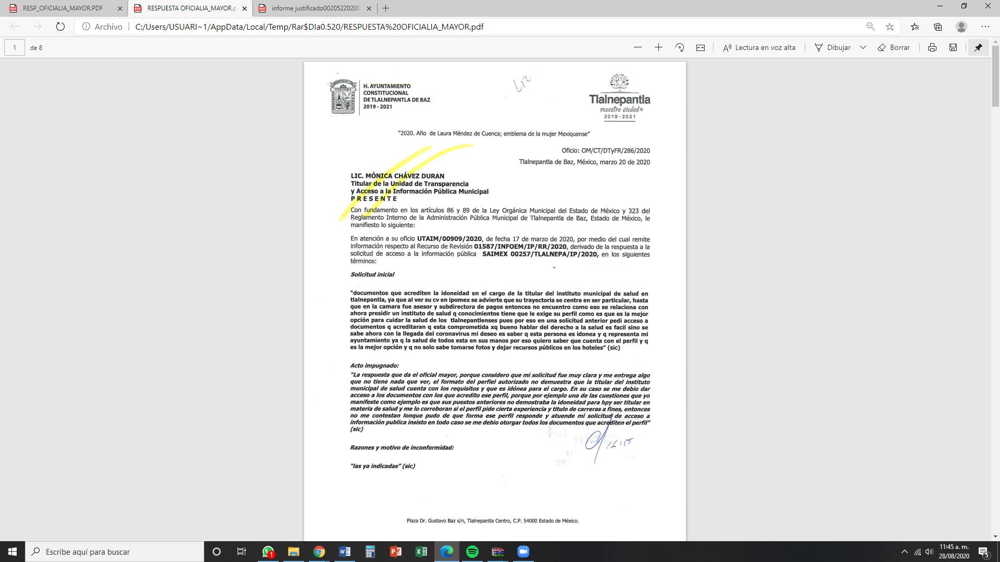 RESP_OFICIALIA_MAYOR.PDF
RESPUESTA OFICIALIA_MAYOR.p
informe justificado00205220200
Archivo
C:/Users/USUARI~1/AppData/Local/Temp/Rar$DIa0.520/RESPUESTA%20OFICIALIA_MAYOR.pdf
1 de 8
Lectura en voz alta
Dibujar
Borrar
H. AYUNTAMIENTO
CONSTITUCIONAL
DE TLALNEPANTLA DE BAZ
2019 - 2021
CULTURA
PROGRESO
TRABAJO
LIC
Tlalnepantla
nuestra ciudad®
2019-2021
"2020. Año de Laura Méndez de Cuenca; emblema de la mujer Mexiquense"
Oficio: OM/CT/DTyFR/286/2020
Tlalnepantla de Baz, México, marzo 20 de 2020
LIC. MÓNICA CHÁVEZ DURAN
Titular de la Unidad de Transparencia
y Acceso a la Información Pública Municipal
P R E S E N T E
Con fundamento en los artículos 86 y 89 de la Ley Orgánica Municipal del Estado de México y 323 del
Reglamento Interno de la Administración Pública Municipal de Tlalnepantla de Baz, Estado de México, le
manifiesto lo siguiente:
En atención a su oficio UTAIM/00909/2020, de fecha 17 de marzo de 2020, por medio del cual remite
información respecto al Recurso de Revisión 01587/INFOEM/IP/RR/2020, derivado de la respuesta a la
solicitud de acceso a la información pública SAIMEX 00257/TLALNEPA/IP/2020, en los siguientes
términos:
Solicitud inicial
"documentos que acrediten la idoneidad en el cargo de la titular del instituto municipal de salud en
tlalnepantla, ya que al ver su cv en ipomex se advierte que su trayectoria se centra en ser particular, hasta
que en la camara fue asesor y subdirectora de pagos entonces no encuentro como eso se relaciona con
ahora presidir un instituto de salud q conocimientos tiene que le exige su perfil como es que es la mejor
opción para cuidar la salud de los tlalnepantlenses pues por eso en una solicitud anterior pedi acceso a
documentos q acreditaran q esta comprometida xq bueno hablar del derecho a la salud es facil sino se
sabe ahora con la llegada del coronavirus mi deseo es saber q esta persona es idonea y q representa mi
ayuntamiento ya q la salud de todos esta en sus manos por eso quiero saber que cuenta con el perfil y q
es la mejor opción y q no solo sabe tomarse fotos y dejar recursos públicos en los hoteles" (sic)
Acto impugnado:
"La respuesta que da el oficial mayor, porque considero que mi solicitud fue muy clara y me entrega algo
que no tiene nada que ver, el formato del perfiel autorizado no demuestra que la titular del instituto
municipal de salud cuenta con los requisitos y que es idónea para el cargo. En su caso se me debio dar
acceso a los documentos con los que acredito ese perfil, porque por ejemplo una de las cuestiones que yo
manifeste como ejemplo es que sus puestos anteriores no demostraba la idoneidad para hpy ser titular en
materia de salud y me lo corroboran si el perfil pide cierta experiencia y titulo de carreras a fines, entonces
no me contestan lonque pudo de que forma ese perfil responde y atuende mi solicitud de acceso a
información publica insisto en todo caso se me debio otorgar todos los documentos que acrediten el perfil"
(sic)
16:55
Razones y motivo de inconformidad:
"las ya indicadas" (sic)
Plaza Dr. Gustavo Baz s/n, Tlalnepantla Centro, C.P. 54000 Estado de México.
Escribe aquí para buscar
1
11:45 a. m.
28/08/2020
5